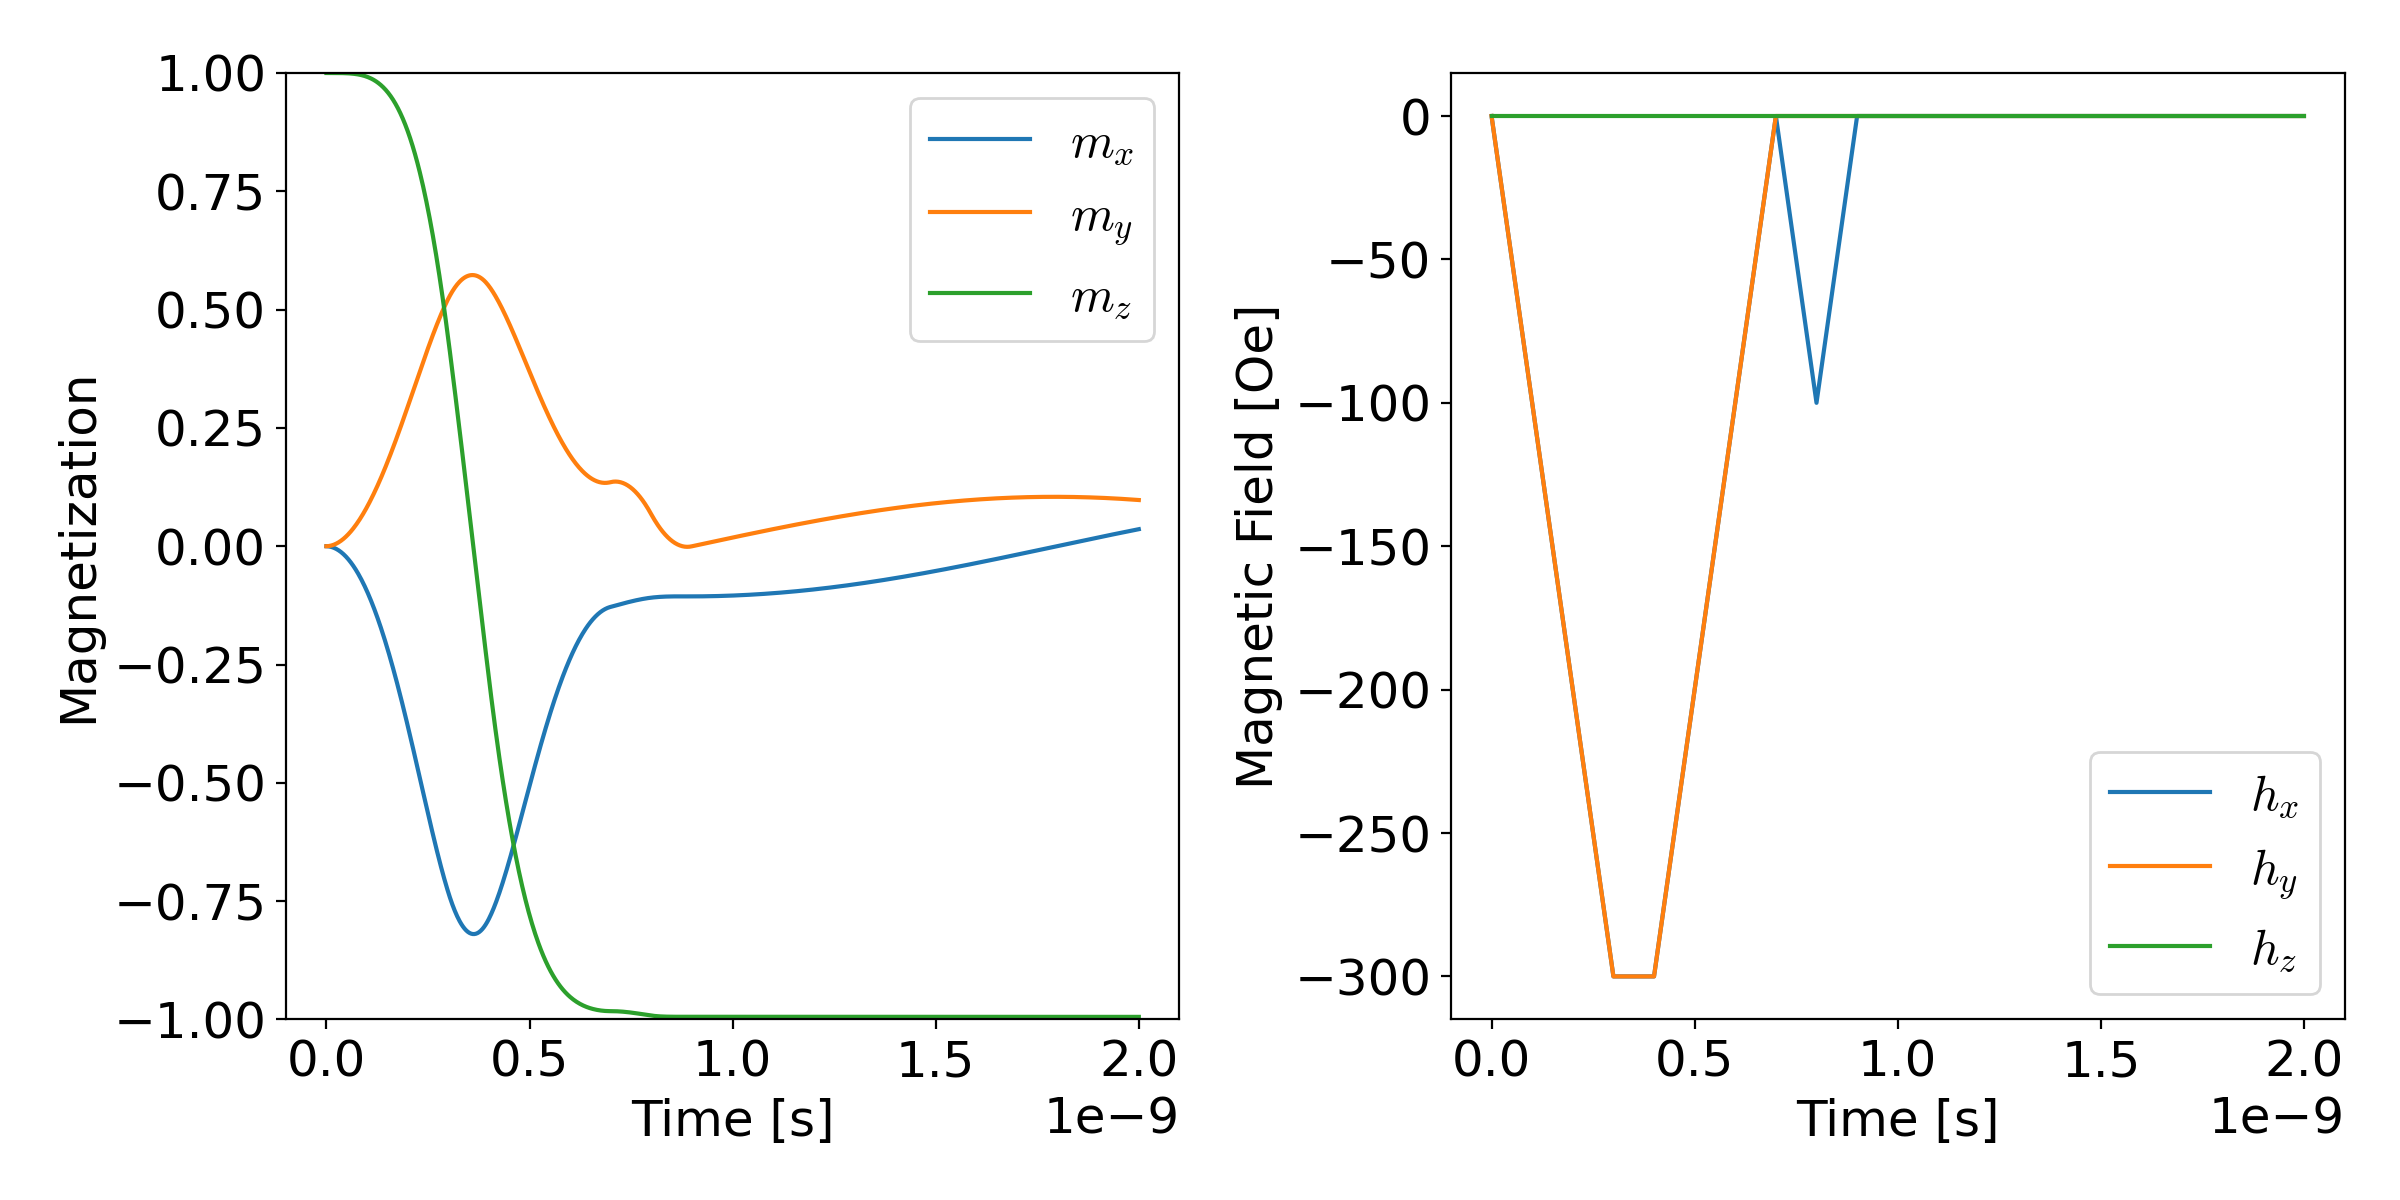 Magnetization
1.00
0.75
0.50
0.25
0.00
−0.25
−0.50
−0.75
−1.00
m_x
m_y
m_z
0.0 0.5 1.0 1.5 2.0
Time [s]
1e−9
Magnetic Field [Oe]
0
−50
−100
−150
−200
−250
−300
h_x
h_y
h_z
0.0 0.5 1.0 1.5 2.0
Time [s]
1e−9